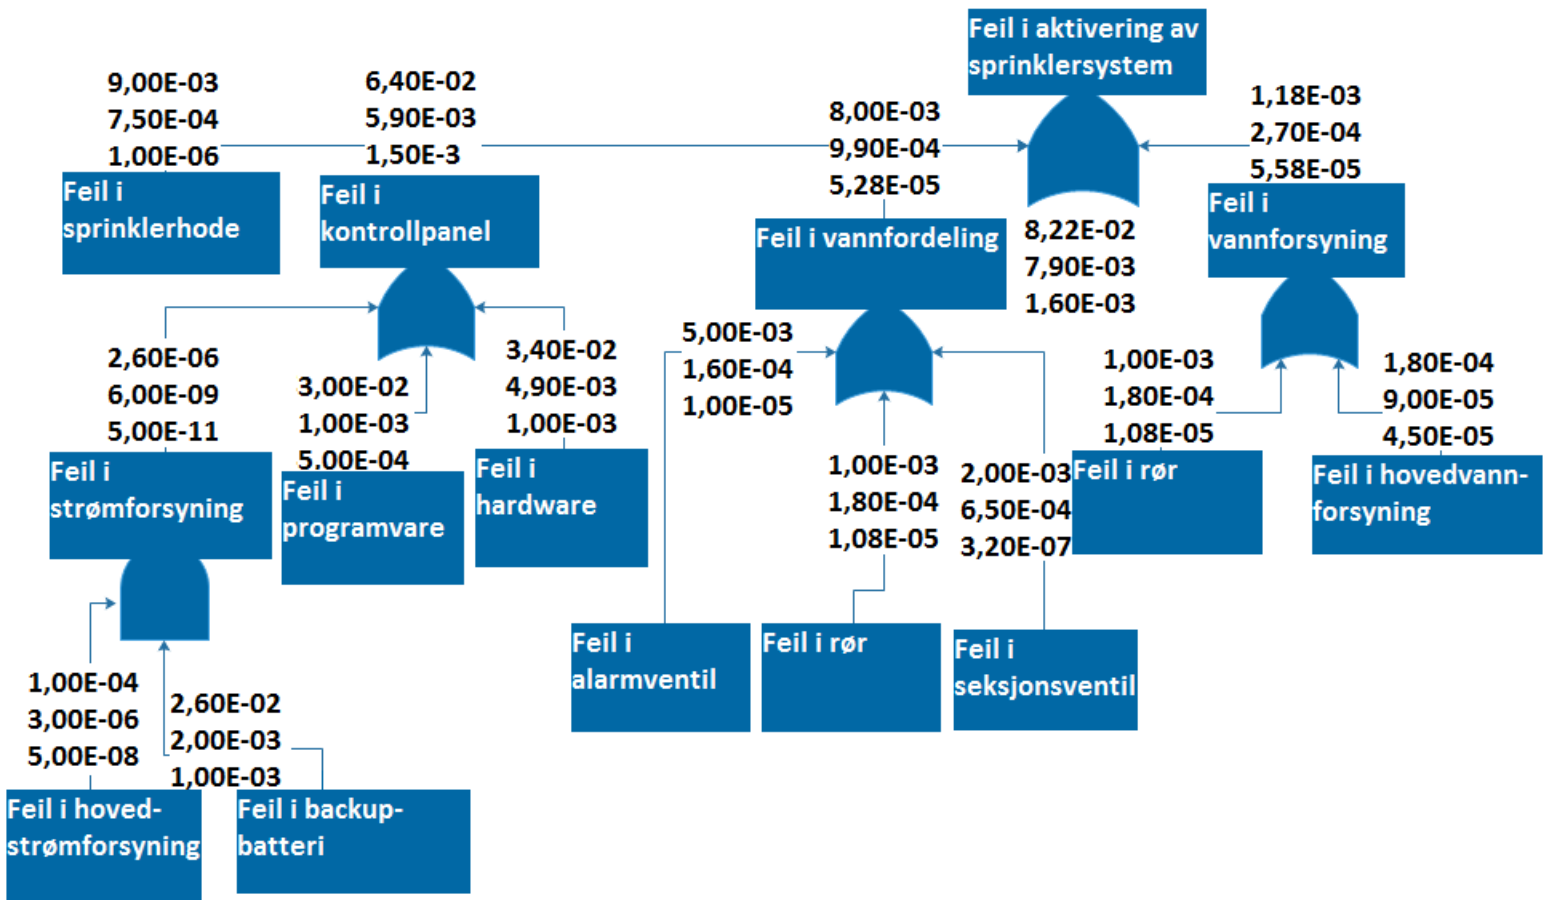 Feil i aktivering av
sprinklersystem
9,00E-03
7,50E-04
1,00E-06
Feil i
sprinklerhode
6,40E-02
5,90E-03
1,50E-3
Feil i
kontrollpanel
8,00E-03
9,90E-04
5,28E-05
Feil i vannfordeling
8,22E-02
7,90E-03
1,60E-03
1,18E-03
2,70E-04
5,58E-05
Feil i
vannforsyning
2,60E-06
6,00E-09
5,00E-11
Feil i
strømforsyning
3,00E-02
1,00E-03
5,00E-04
Feil i
programvare
3,40E-02
4,90E-03
1,00E-03
Feil i
hardware
5,00E-03
1,60E-04
1,00E-05
Feil i
alarmventil
1,00E-03
1,80E-04
1,08E-05
Feil i rør
2,00E-03
6,50E-04
3,20E-07
Feil i
seksjonsventil
1,00E-03
1,80E-04
1,08E-05
Feil i rør
1,80E-04
9,00E-05
4,50E-05
Feil i hovedvann-
forsyning
1,00E-04
3,00E-06
5,00E-08
Feil i hoved-
strømforsyning
2,60E-02
2,00E-03
1,00E-03
Feil i backup-
batteri